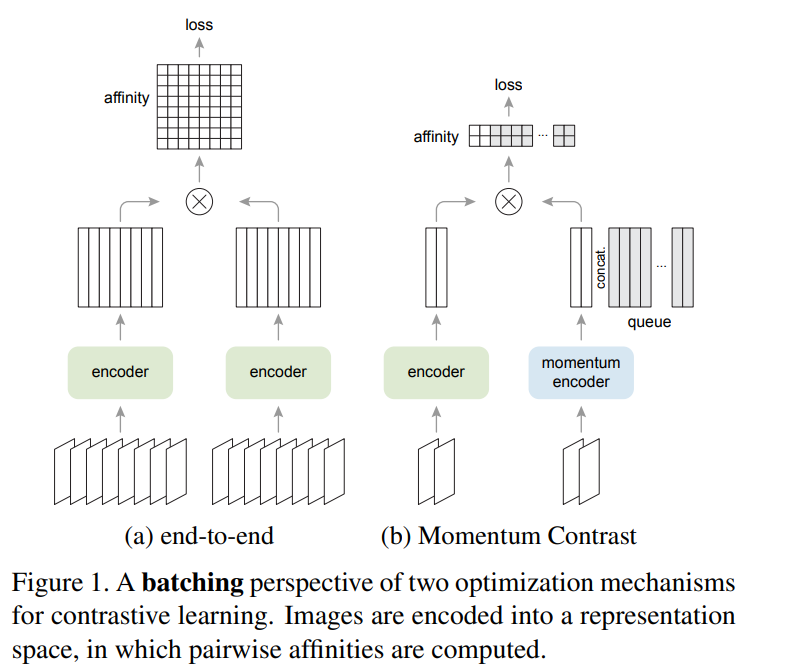 loss
affinity
encoder
encoder
(a) end-to-end
loss
affinity
...
concat.
...
queue
encoder
momentum
encoder
(b) Momentum Contrast
Figure 1. A batching perspective of two optimization mechanisms
for contrastive learning. Images are encoded into a representation
space, in which pairwise affinities are computed.